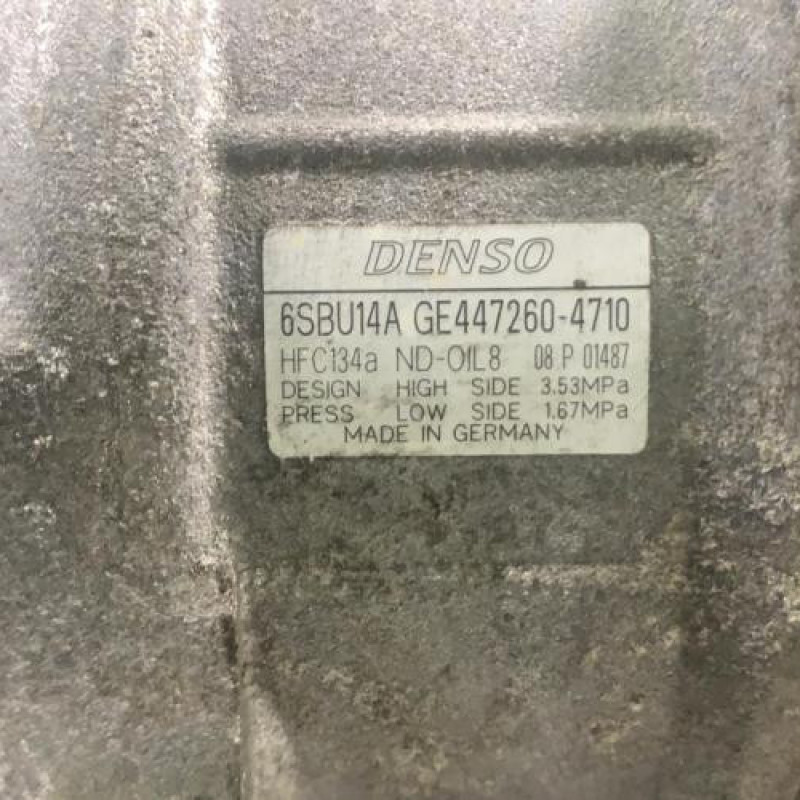 DENSO
6SBU14A GE447260-4710
HFC134a ND-OIL8 08 P 01487
DESIGN HIGH SIDE 3.53MPa
PRESS LOW SIDE 1.67MPa
MADE IN GERMANY